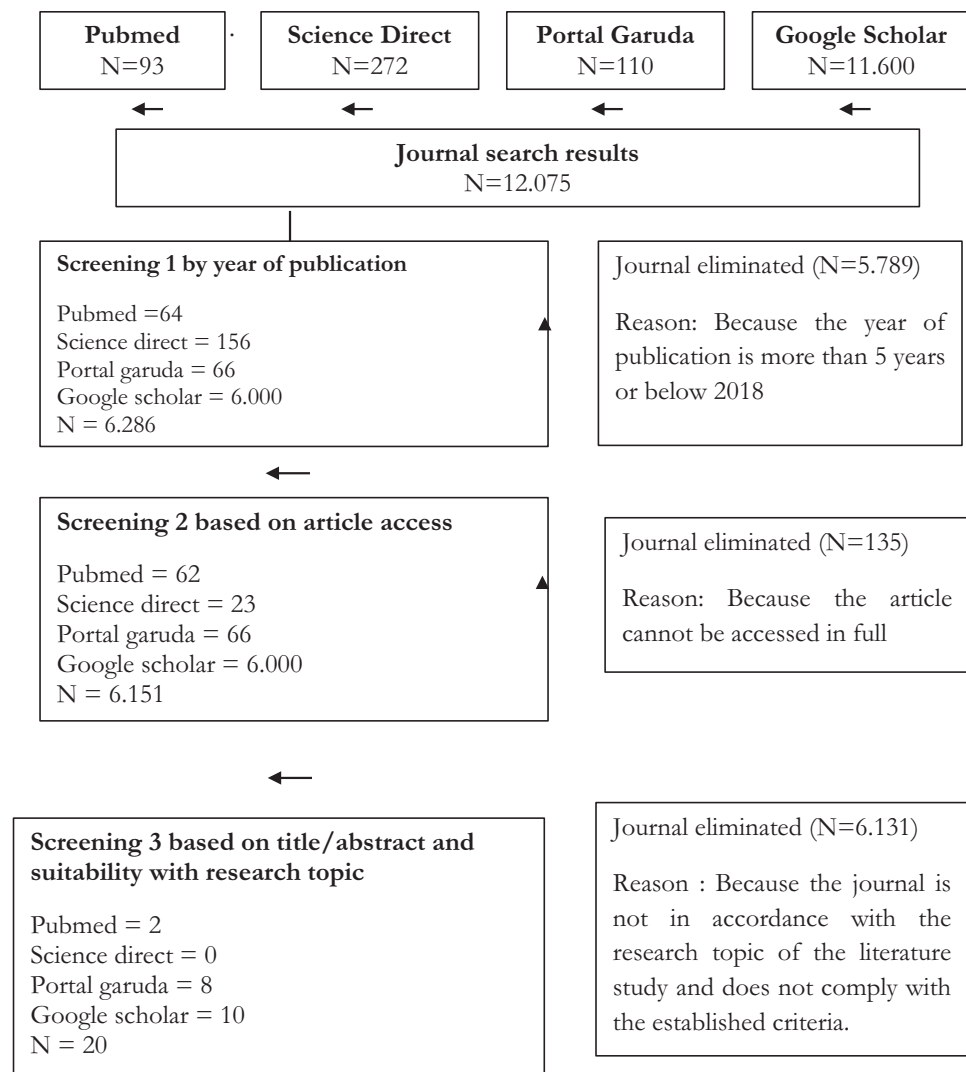 Pubmed
N=93
Science Direct
N=272
Portal Garuda
N=110
Google Scholar
N=11.600
Journal search results
N=12.075
Screening 1 by year of publication
Pubmed =64
Science direct = 156
Portal garuda = 66
Google scholar = 6.000
N = 6.286
Journal eliminated (N=5.789)
Reason: Because the year of
publication is more than 5 years
or below 2018
Screening 2 based on article access
Pubmed = 62
Science direct = 23
Portal garuda = 66
Google scholar = 6.000
N = 6.151
Journal eliminated (N=135)
Reason: Because the article
cannot be accessed in full
Screening 3 based on title/abstract and
suitability with research topic
Pubmed = 2
Science direct = 0
Portal garuda = 8
Google scholar = 10
N = 20
Journal eliminated (N=6.131)
Reason : Because the journal is
not in accordance with the
research topic of the literature
study and does not comply with
the established criteria.